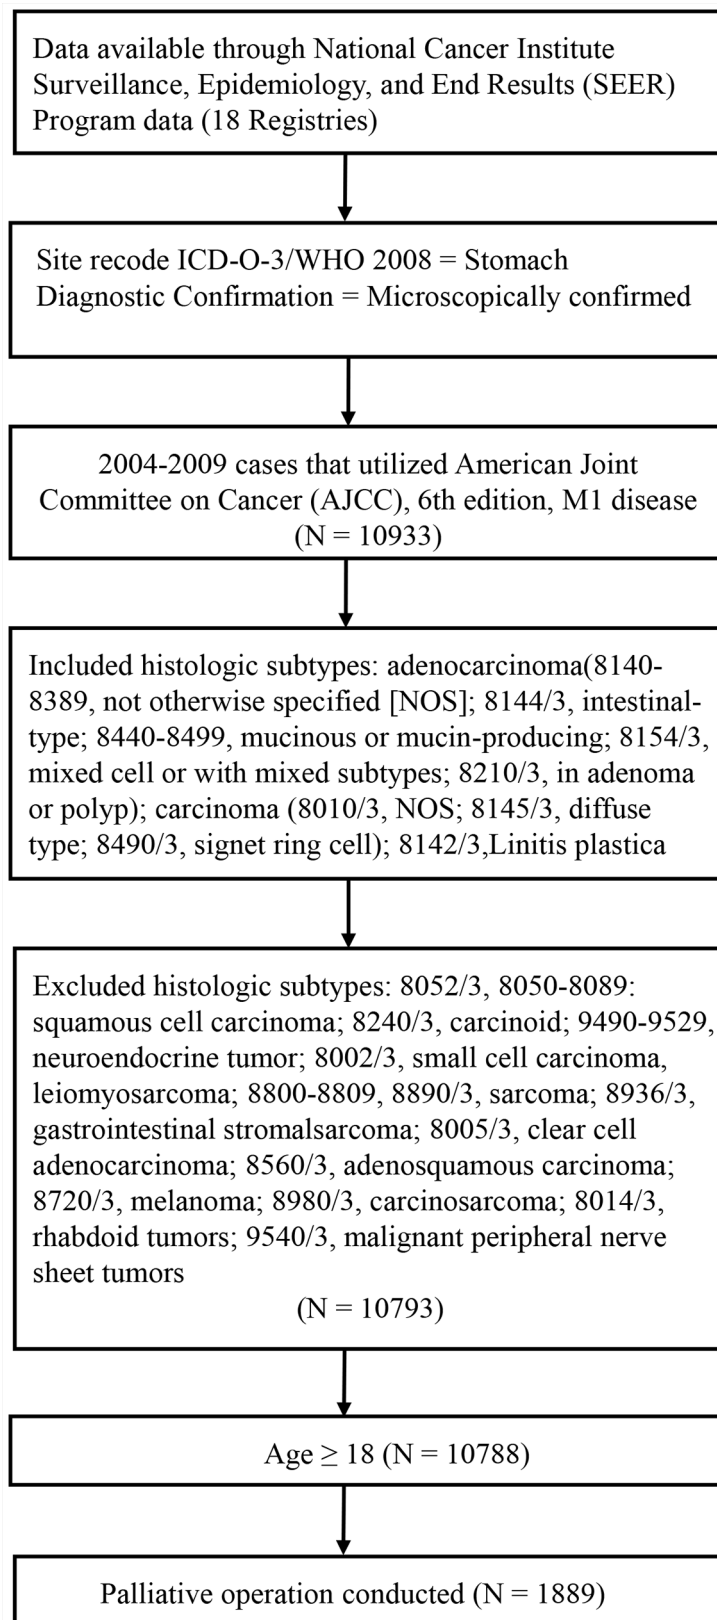 Data available through National Cancer Institute
Surveillance, Epidemiology, and End Results (SEER)
Program data (18 Registries)
Site recode ICD-O-3/WHO 2008 = Stomach
Diagnostic Confirmation = Microscopically confirmed
2004-2009 cases that utilized American Joint
Committee on Cancer (AJCC), 6th edition, M1 disease
(N = 10933)
Included histologic subtypes: adenocarcinoma(8140-
8389, not otherwise specified [NOS]; 8144/3, intestinal-
type; 8440-8499, mucinous or mucin-producing; 8154/3,
mixed cell or with mixed subtypes; 8210/3, in adenoma
or polyp); carcinoma (8010/3, NOS; 8145/3, diffuse
type; 8490/3, signet ring cell); 8142/3,Linitis plastica
Excluded histologic subtypes: 8052/3, 8050-8089:
squamous cell carcinoma; 8240/3, carcinoid; 9490-9529,
neuroendocrine tumor; 8002/3, small cell carcinoma,
leiomyosarcoma; 8800-8809, 8890/3, sarcoma; 8936/3,
gastrointestinal stromalsarcoma; 8005/3, clear cell
adenocarcinoma; 8560/3, adenosquamous carcinoma;
8720/3, melanoma; 8980/3, carcinosarcoma; 8014/3,
rhabdoid tumors; 9540/3, malignant peripheral nerve
sheet tumors
(N = 10793)
Age ≥ 18 (N = 10788)
Palliative operation conducted (N = 1889)